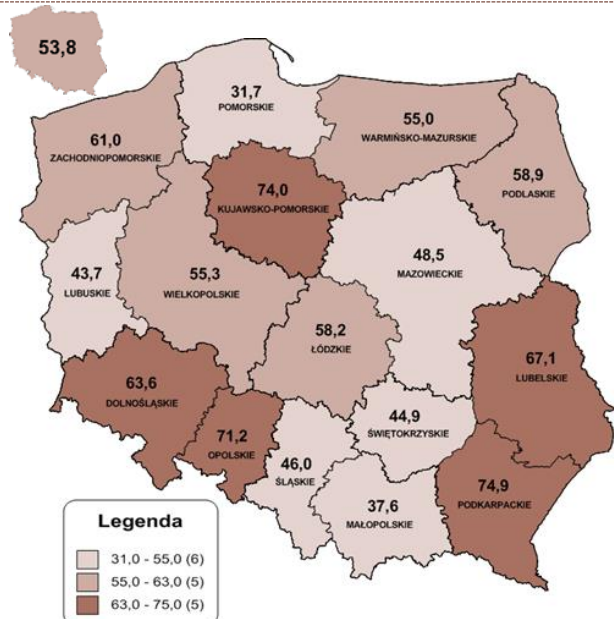 53,8
31,7
POMORSKIE
55,0
WARMIŃSKO-MAZURSKIE
61,0
ZACHODNIOPOMORSKIE
58,9
PODLASKIE
74,0
KUJAWSKO-POMORSKIE
48,5
MAZOWIECKIE
43,7
LUBUSKIE
55,3
WIELKOPOLSKIE
58,2
ŁÓDZKIE
67,1
LUBELSKIE
63,6
DOLNOŚLĄSKIE
71,2
OPOLSKIE
44,9
ŚWIĘTOKRZYSKIE
46,0
ŚLĄSKIE
37,6
MAŁOPOLSKIE
74,9
PODKARPACKIE
Legenda
31,0 - 55,0 (6)
55,0 - 63,0 (5)
63,0 - 75,0 (5)